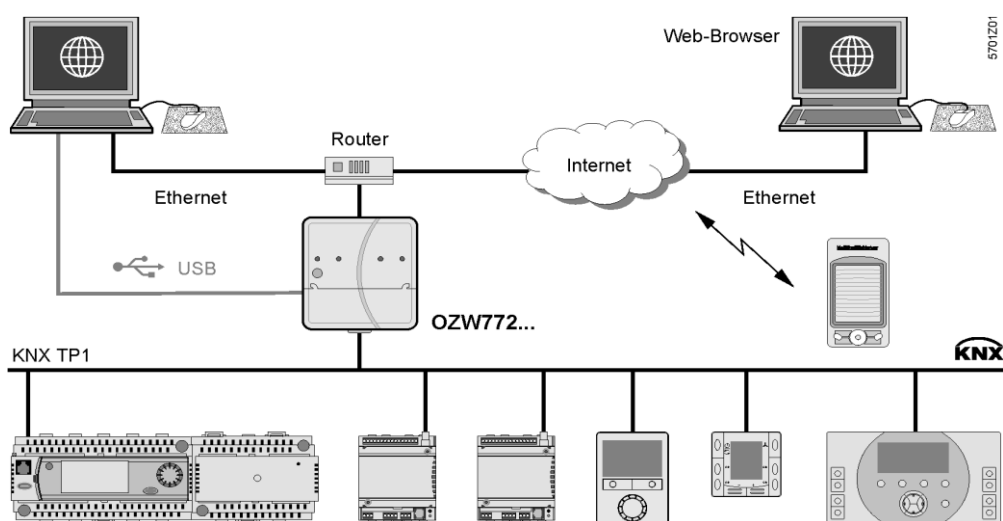 Web-Browser
5701Z01
Router
Internet
Ethernet
Ethernet
USB
OZW772...
KNX TP1
KNX